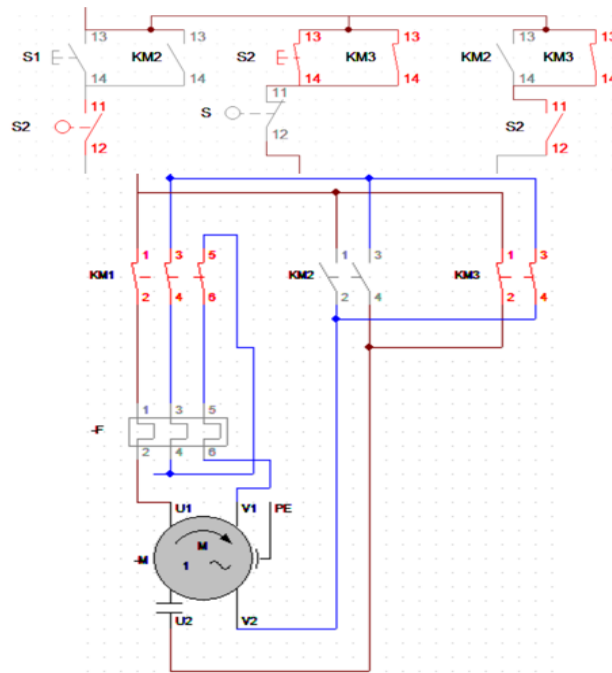 13 13 13 13 13 13
S1 KM2 S2 KM3 KM2 KM3
14 14 14 14 14 14
11 11 11
S2 S S2
12 12 12
1 3 5 1 3 1 3
KM1 KM2 KM3
2 4 6 2 4 2 4
1 3 5
-F
2 4 6
U1 V1 PE
M
-M 1
U2 V2